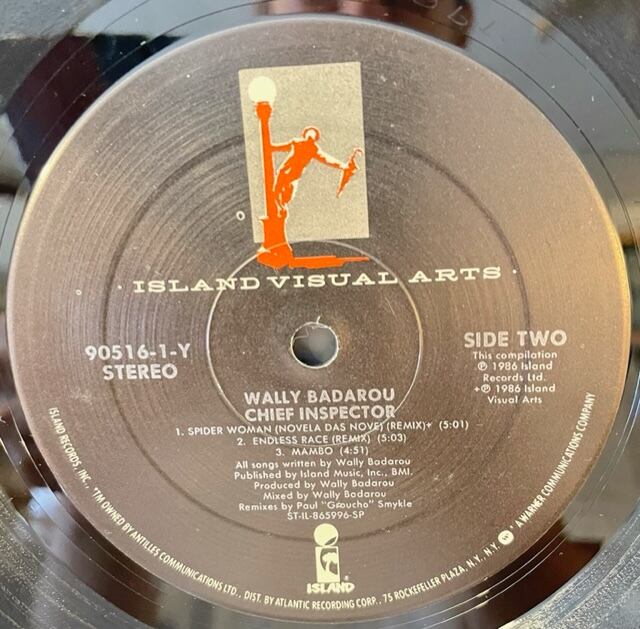 · ISLAND VISUAL ARTS ·
90516-1-Y
STEREO
SIDE TWO
This compilation
℗ 1986 Island
Records Ltd.
+℗ 1986 Island
Visual Arts
WALLY BADAROU
CHIEF INSPECTOR
1. SPIDER WOMAN (NOVELA DAS NOVE) (REMIX)+ (5:01)
2. ENDLESS RACE (REMIX) (5:03)
3. MAMBO (4:51)
All songs written by Wally Badarou
Published by Island Music, Inc., BMI.
Produced by Wally Badarou
Mixed by Wally Badarou
Remixes by Paul "Groucho" Smykle
ST-IL-865996-SP
ISLAND®
ISLAND RECORDS, INC. · *TM OWNED BY ANTILLES COMMUNICATIONS LTD., DIST. BY ATLANTIC RECORDING CORP., 75 ROCKEFELLER PLAZA, N.Y., N.Y. · A WARNER COMMUNICATIONS COMPANY